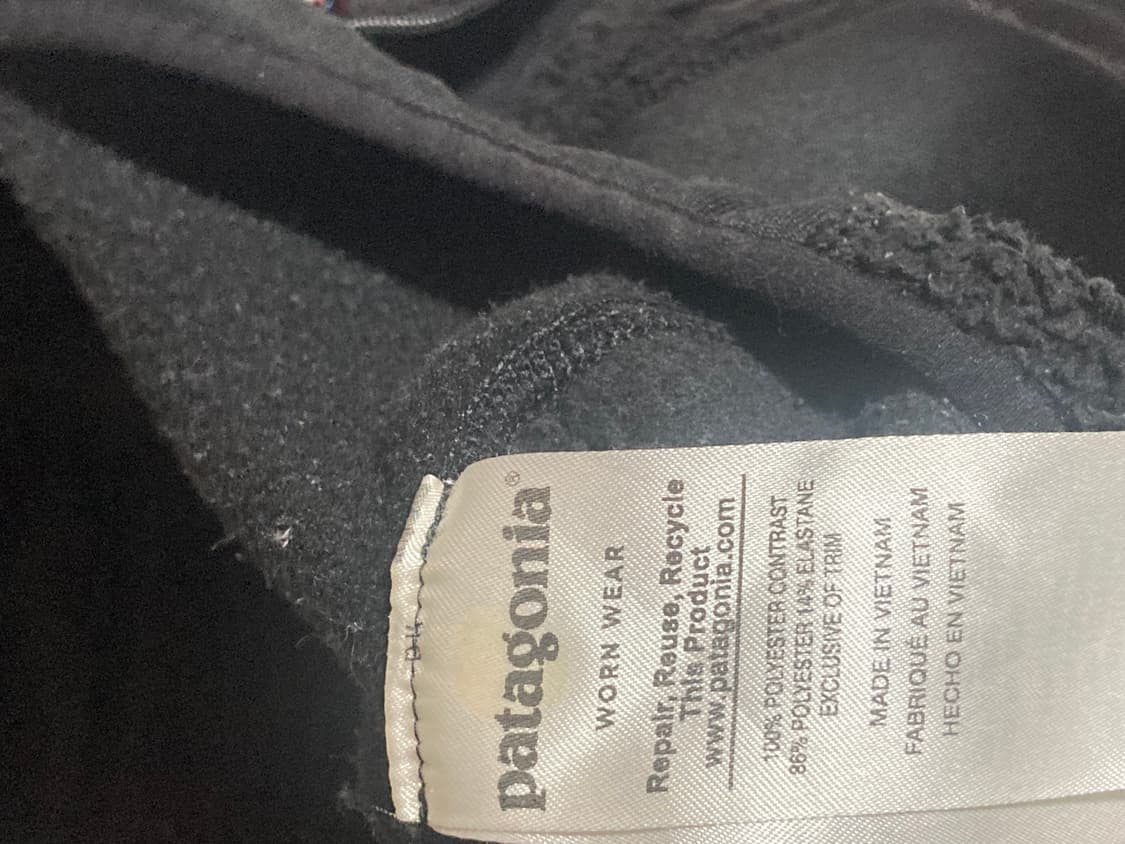 patagonia®
WORN WEAR
Repair, Reuse, Recycle
This Product
www.patagonia.com
100% POLYESTER CONTRAST
86% POLYESTER 14% ELASTANE
EXCLUSIVE OF TRIM
MADE IN VIETNAM
FABRIQUÉ AU VIETNAM
HECHO EN VIETNAM